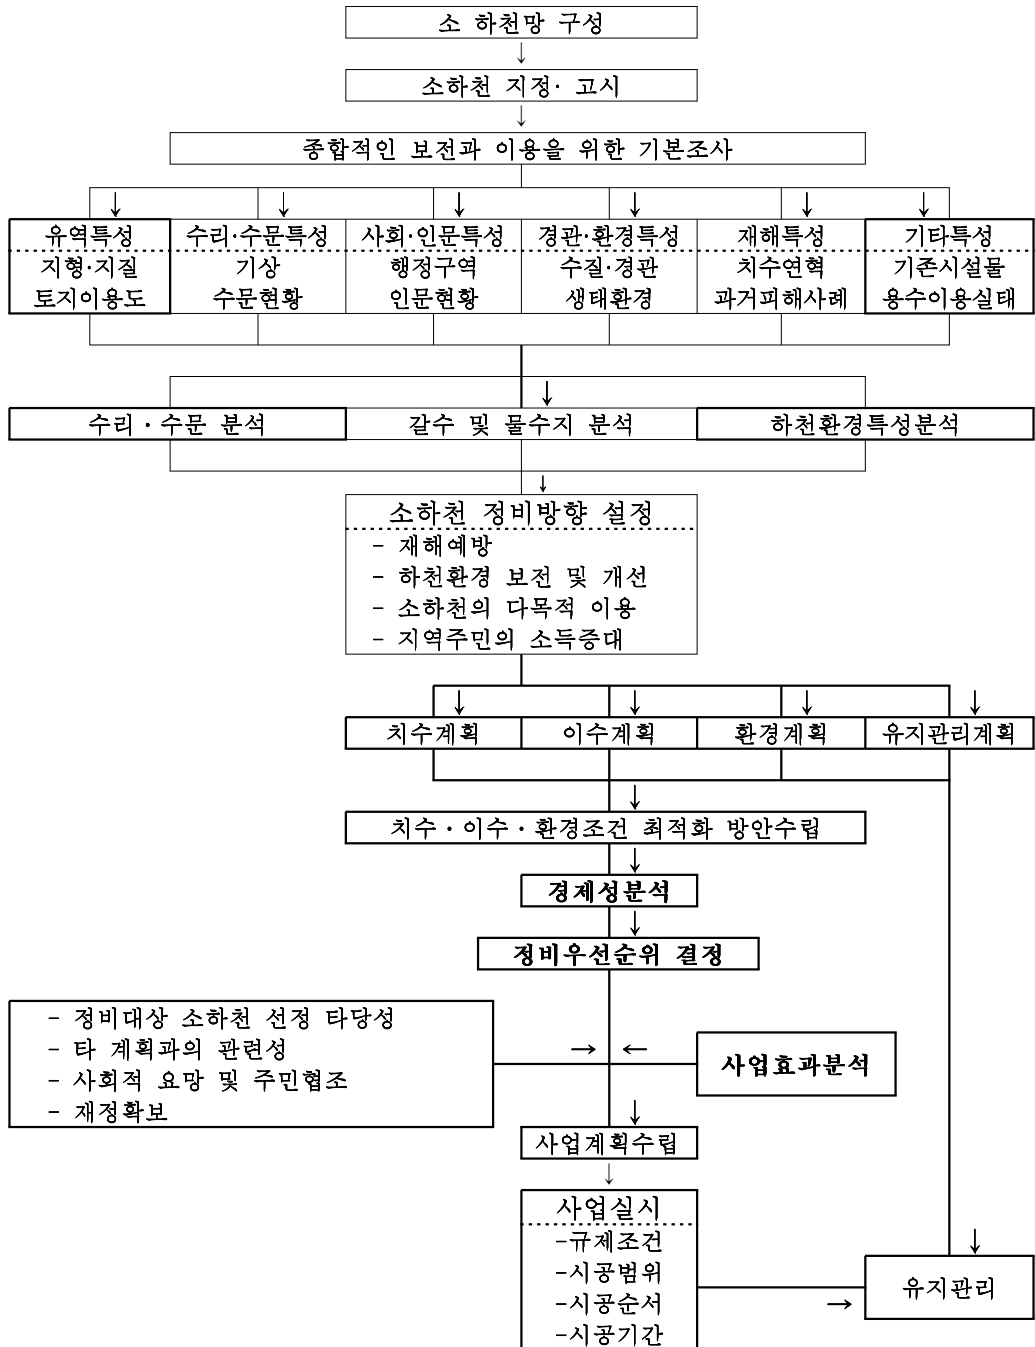 소 하천망 구성
↓
소하천 지정· 고시
↓
종합적인 보전과 이용을 위한 기본조사
↓ ↓ ↓ ↓ ↓ ↓
유역특성 수리·수문특성 사회·인문특성 경관·환경특성 재해특성 기타특성
지형·지질 기상 행정구역 수질·경관 치수연혁 기존시설물
토지이용도 수문현황 인문현황 생태환경 과거피해사례 용수이용실태
↓
수리·수문 분석 갈수 및 물수지 분석 하천환경특성분석
↓
소하천 정비방향 설정
- 재해예방
- 하천환경 보전 및 개선
- 소하천의 다목적 이용
- 지역주민의 소득증대
↓ ↓ ↓ ↓
치수계획 이수계획 환경계획 유지관리계획
↓
치수·이수·환경조건 최적화 방안수립
↓
경제성분석
↓
정비우선순위 결정
- 정비대상 소하천 선정 타당성
- 타 계획과의 관련성
- 사회적 요망 및 주민협조
- 재정확보
→ ←
사업효과분석
↓
사업계획수립
↓
사업실시
-규제조건
-시공범위
-시공순서
-시공기간
→
↓
유지관리